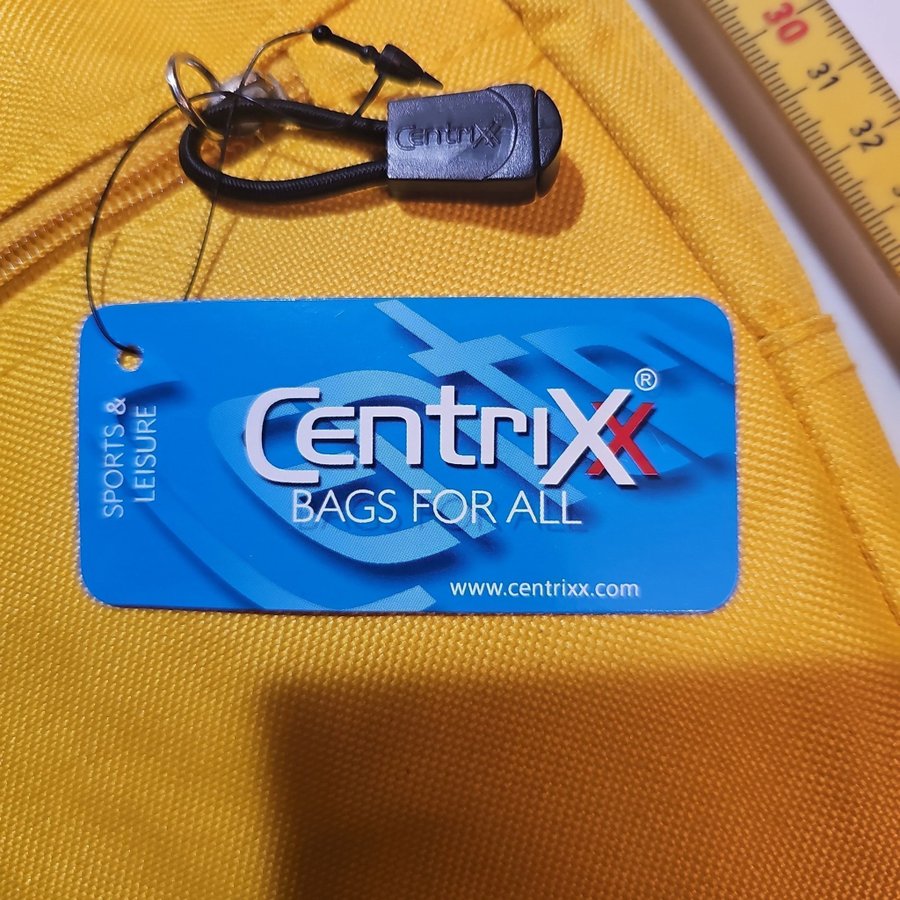 30
31
32
Centrixx
CentriXX®
BAGS FOR ALL
SPORTS &
LEISURE
www.centrixx.com